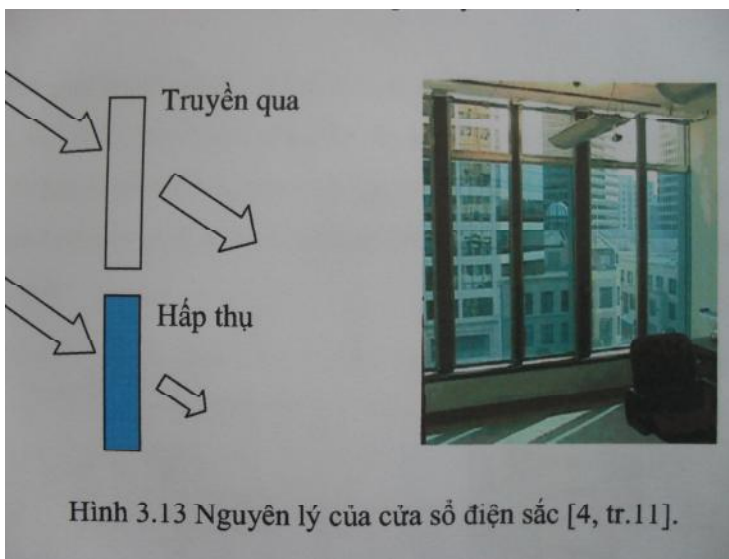 Truyền qua
Hấp thụ
Hình 3.13 Nguyên lý của cửa sổ điện sắc [4, tr.11].